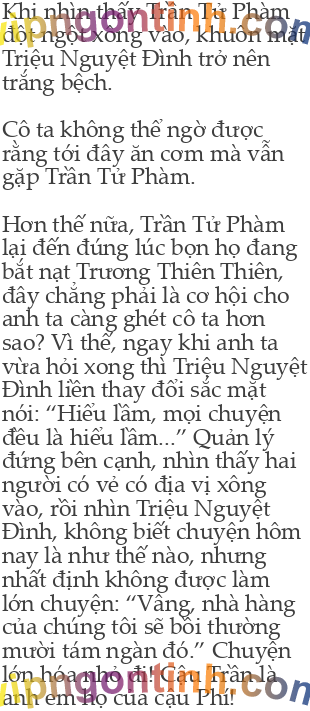 Khi nhìn thấy Trần Tử Phàm
đột ngột xông vào, khuôn mặt
Triệu Nguyệt Đình trở nên
trắng bệch.
Cô ta không thể ngờ được
rằng tới đây ăn cơm mà vẫn
gặp Trần Tử Phàm.
Hơn thế nữa, Trần Tử Phàm
lại đến đúng lúc bọn họ đang
bắt nạt Trương Thiên Thiên,
đây chẳng phải là cơ hội cho
anh ta càng ghét cô ta hơn
sao? Vì thế, ngay khi anh ta
vừa hỏi xong thì Triệu Nguyệt
Đình liền thay đổi sắc mặt
nói: “Hiểu lầm, mọi chuyện
đều là hiểu lầm...” Quản lý
đứng bên cạnh, nhìn thấy hai
người có vẻ có địa vị xông
vào, rồi nhìn Triệu Nguyệt
Đình, không biết chuyện hôm
nay là như thế nào, nhưng
nhất định không được làm
lớn chuyện: “Vâng, nhà hàng
của chúng tôi sẽ bồi thường
mười tám ngàn đó.” Chuyện
lớn hóa nhỏ đi! Cậu Trần là
anh em họ của cậu Phí!
vipngontinh.com
vipngontinh.com